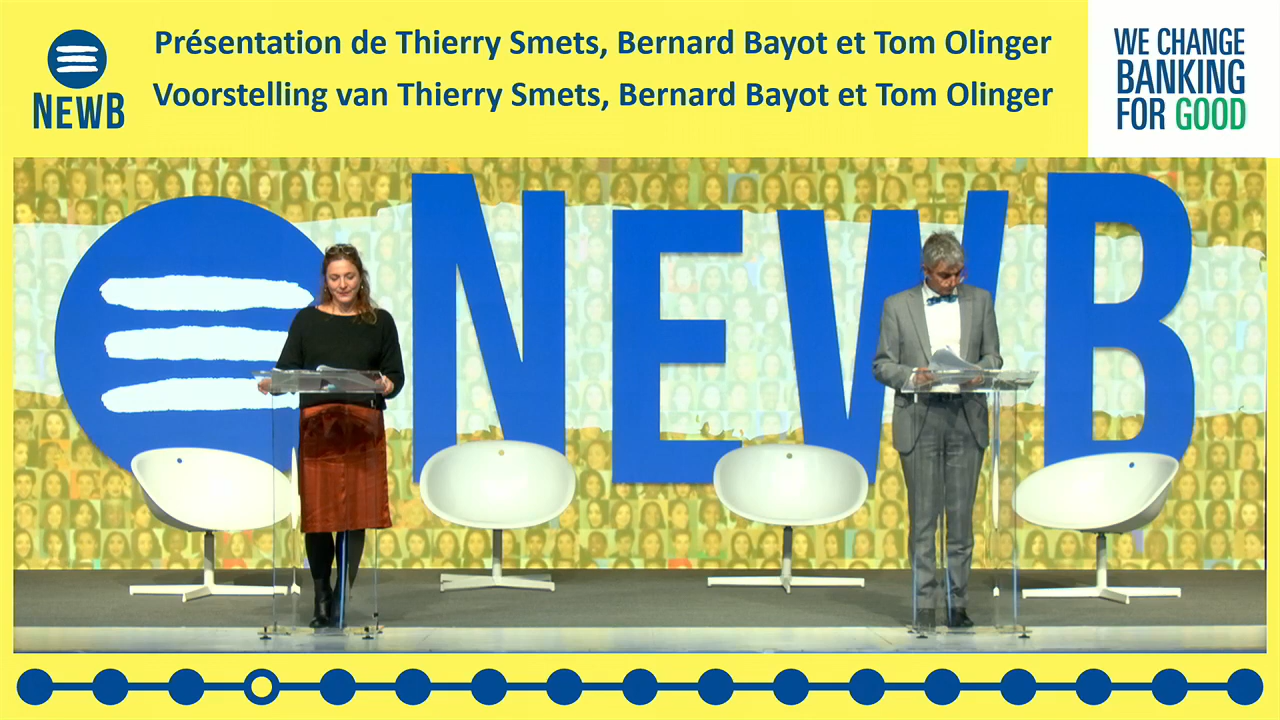 Présentation de Thierry Smets, Bernard Bayot et Tom Olinger
Voorstelling van Thierry Smets, Bernard Bayot et Tom Olinger
NEWB
WE CHANGE
BANKING
FOR GOOD
NEWB